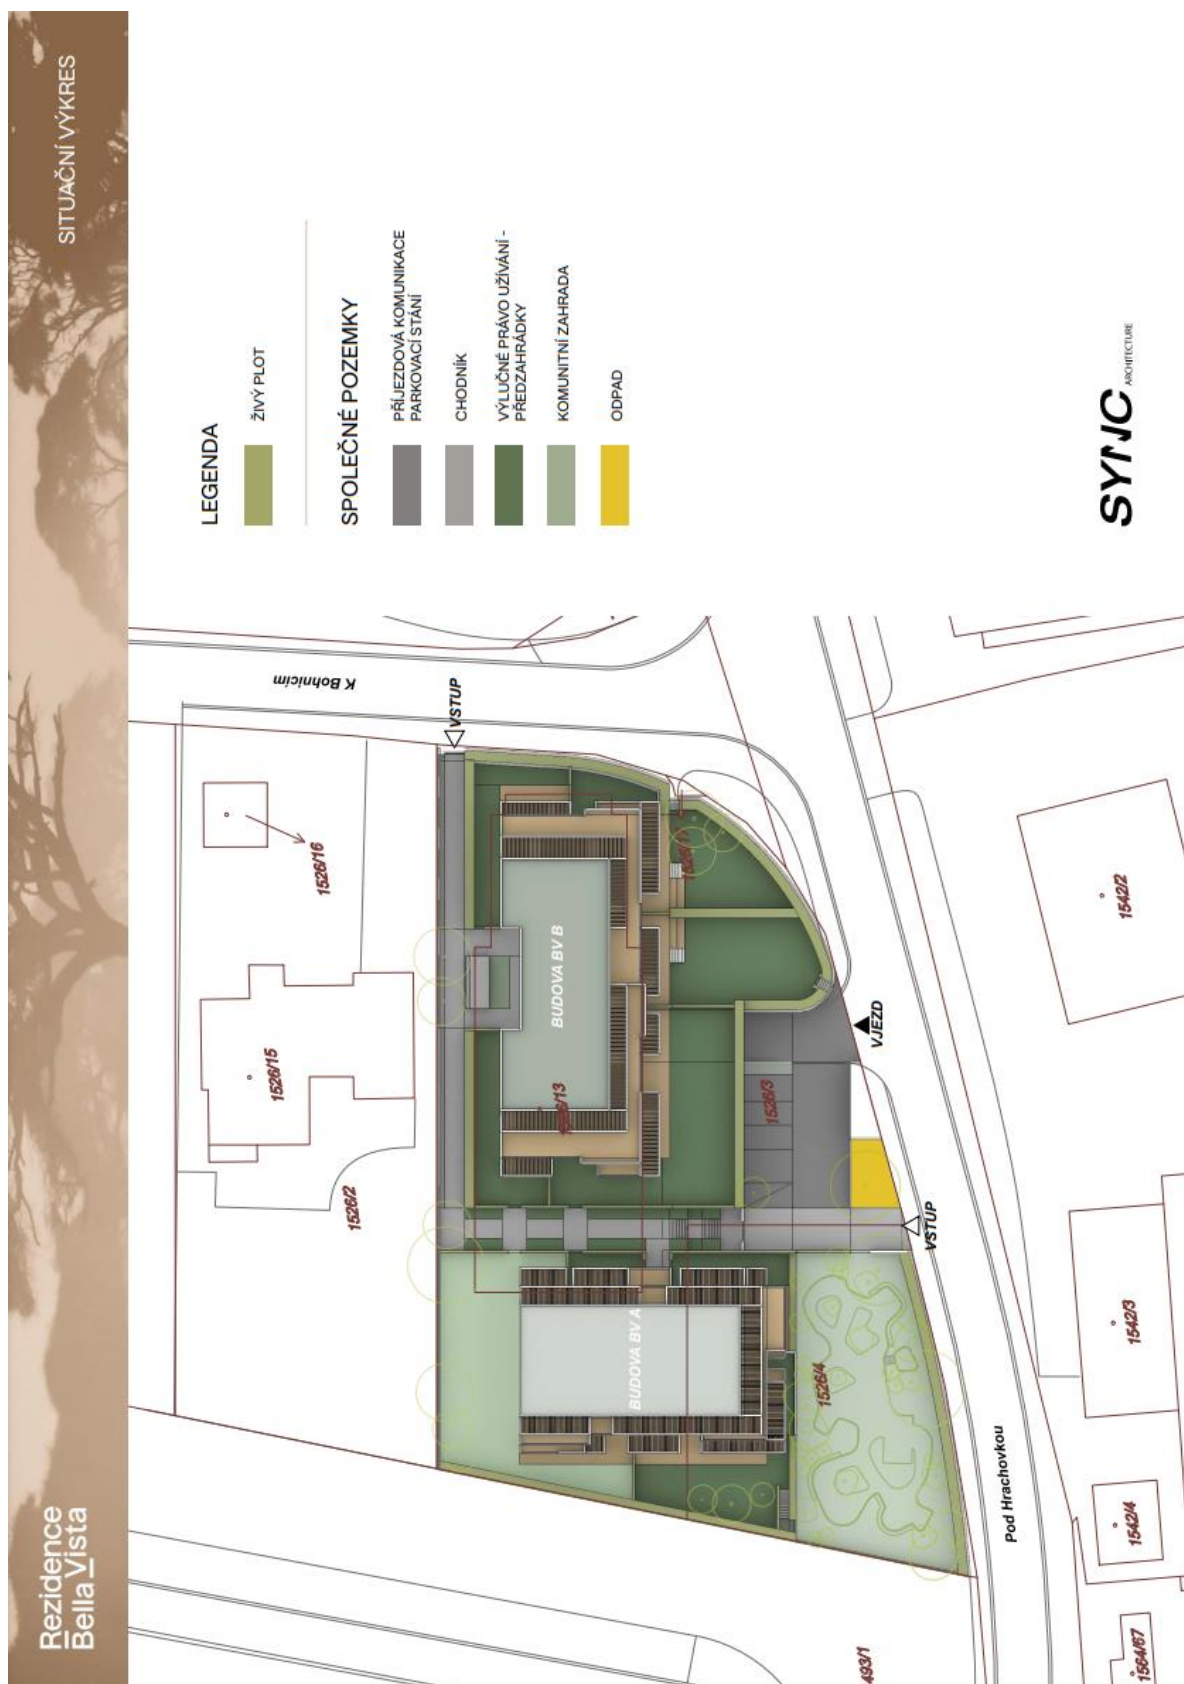 Rezidence
Bella Vista
SITUAČNÍ VÝKRES
LEGENDA
ŽIVÝ PLOT
SPOLEČNÉ POZEMKY
PŘÍJEZDOVÁ KOMUNIKACE
PARKOVACÍ STÁNÍ
CHODNÍK
VÝLUČNÉ PRÁVO UŽÍVÁNÍ -
PŘEDZAHRÁDKY
KOMUNITNÍ ZAHRADA
ODPAD
SYNC
ARCHITECTURE
K Bohnicím
VSTUP
1526/16
1526/15
1526/2
BUDOVA BV B
1526/13
1526/3
VJEZD
VSTUP
BUDOVA BV A
1526/4
Pod Hrachovkou
1542/2
1542/3
1542/4
1564/67
493/1